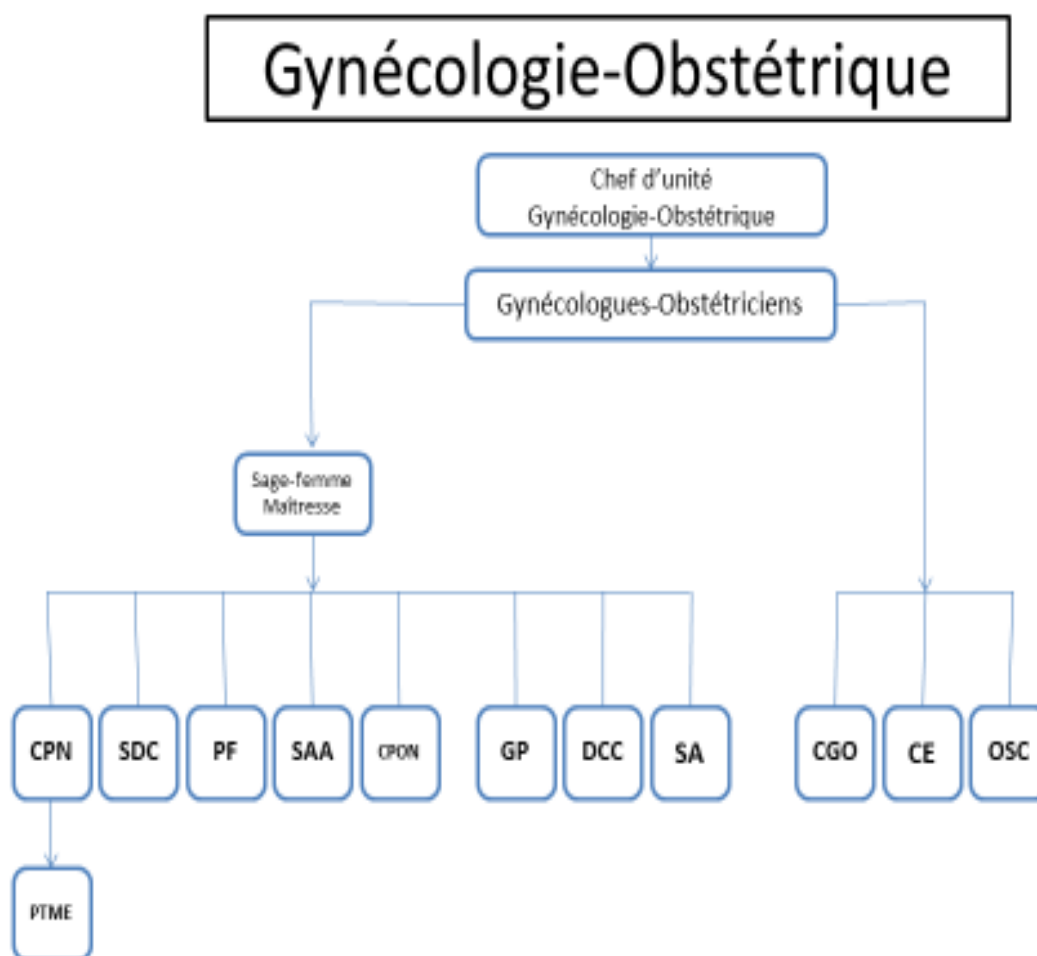 Gynécologie-Obstétrique
Chef d'unité
Gynécologie-Obstétrique
Gynécologues-Obstétriciens
Sage-femme
Maîtresse
CPN
SDC
PF
SAA
CPON
GP
DCC
SA
CGO
CE
OSC
PTME